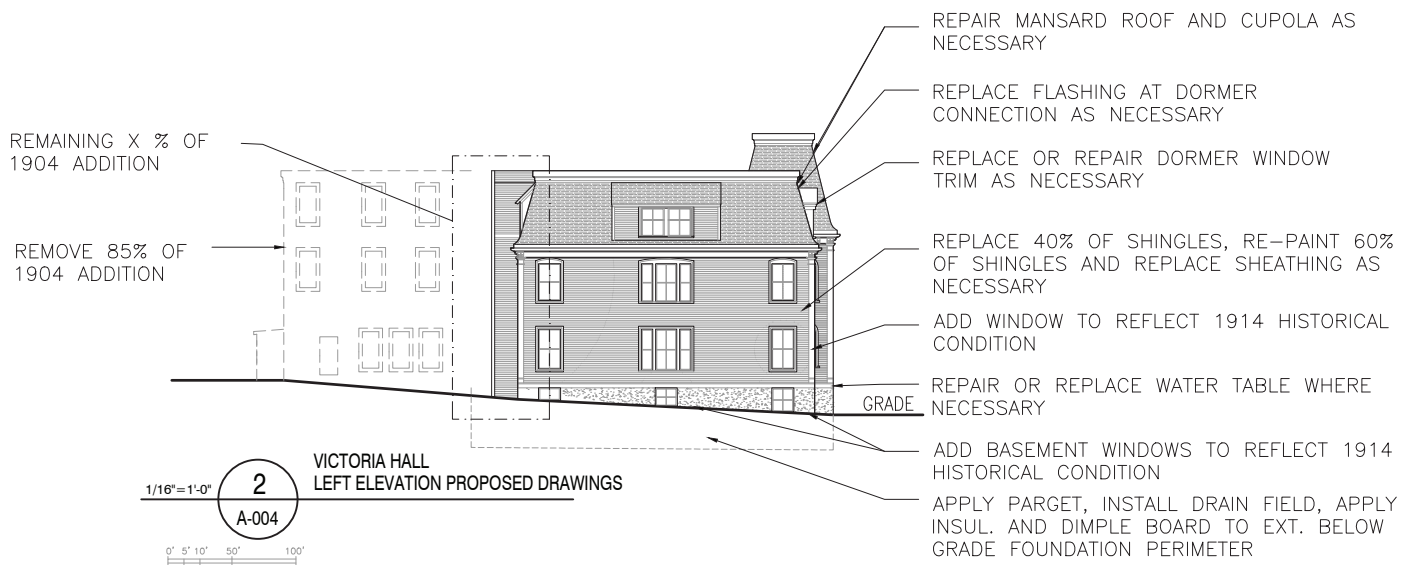 REPAIR MANSARD ROOF AND CUPOLA AS
NECESSARY
REPLACE FLASHING AT DORMER
CONNECTION AS NECESSARY
REMAINING X % OF
1904 ADDITION
REPLACE OR REPAIR DORMER WINDOW
TRIM AS NECESSARY
REMOVE 85% OF
1904 ADDITION
REPLACE 40% OF SHINGLES, RE-PAINT 60%
OF SHINGLES AND REPLACE SHEATHING AS
NECESSARY
ADD WINDOW TO REFLECT 1914 HISTORICAL
CONDITION
REPAIR OR REPLACE WATER TABLE WHERE
NECESSARY
GRADE
ADD BASEMENT WINDOWS TO REFLECT 1914
HISTORICAL CONDITION
APPLY PARGET, INSTALL DRAIN FIELD, APPLY
INSUL. AND DIMPLE BOARD TO EXT. BELOW
GRADE FOUNDATION PERIMETER
VICTORIA HALL
LEFT ELEVATION PROPOSED DRAWINGS
1/16"=1'-0"
2
A-004
0' 5' 10' 50' 100'